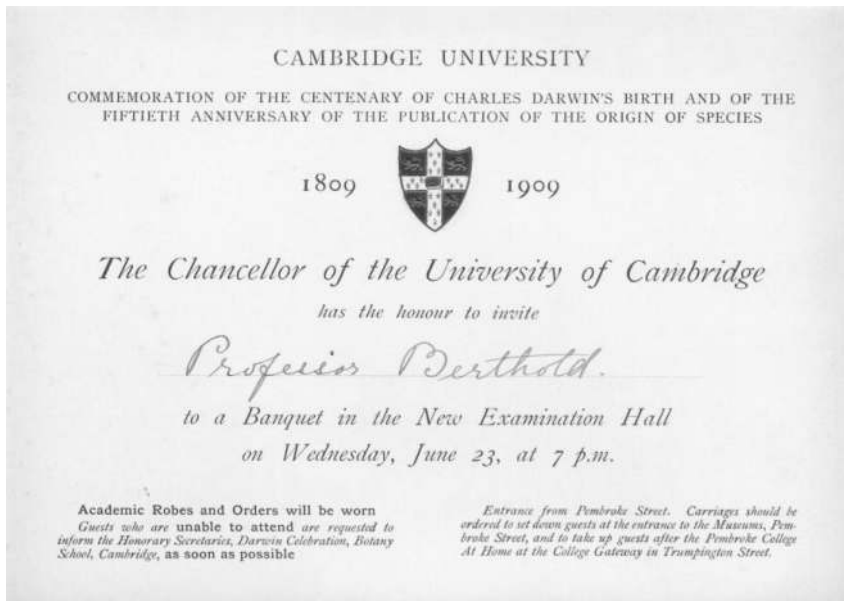 CAMBRIDGE UNIVERSITY
COMMEMORATION OF THE CENTENARY OF CHARLES DARWIN'S BIRTH AND OF THE
FIFTIETH ANNIVERSARY OF THE PUBLICATION OF THE ORIGIN OF SPECIES
1809 1909
The Chancellor of the University of Cambridge
has the honour to invite
Professor Berthold.
to a Banquet in the New Examination Hall
on Wednesday, June 23, at 7 p.m.
Academic Robes and Orders will be worn
Guests who are unable to attend are requested to
inform the Honorary Secretaries, Darwin Celebration, Botany
School, Cambridge, as soon as possible
Entrance from Pembroke Street. Carriages should be
ordered to set down guests at the entrance to the Museums, Pem-
broke Street, and to take up guests after the Pembroke College
At Home at the College Gateway in Trumpington Street.